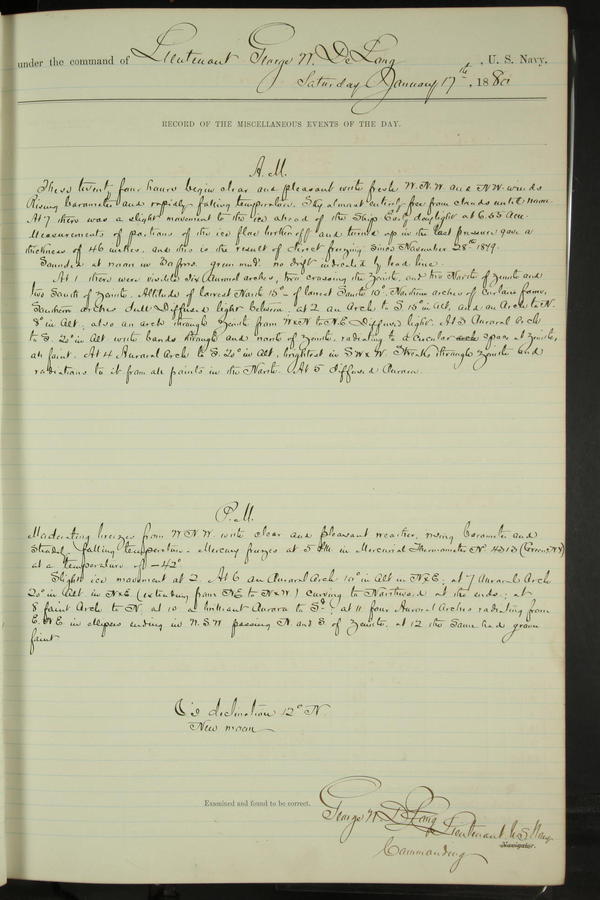 under the command of Lieutenant George W. De Long , U. S. Navy.
Saturday January 17th, 1880
RECORD OF THE MISCELLANEOUS EVENTS OF THE DAY.
A.M.
These twenty four hours begin clear and pleasant with fresh W.N.W. and N.W. winds
Rising barometer and rapidly falling temperature. Sky almost entirely free from clouds until noon.
At 7 there was a slight movement to the ice ahead of the Ship Early daylight at 6.55 am.
Measurements of portions of the ice floe broken off and turned up in the last pressure gave a
thickness of 46 inches, and this is the result of direct freezing since November 28th 1879.
Sounded at noon in fms. green mud. no drift indicated by lead line.
At 1 there were visible six Auroral arches, two crossing the zenith, and two North of zenith and
two South of zenith. Altitude of lowest North 15° of lowest South 10°. Northern arches of curtain form,
Southern arches dull Diffused light between. at 2 an Arch to S 15° in alt, and an Arch to N.
8° in Alt, also an arch through zenith from to N.E Diffused light. At 3 Auroral Arch
to S. 20° in Alt with bands through and north of zenith, radiating to a circular space at zenith,
all faint. At 4 Auroral Arch to S. 20° in Alt, brightest in S W & W. Streaks through zenith and
radiations to it from all points in the North. At 5 diffused Aurora.
P.M.
Moderating breezes from W N.W. with clear and pleasant weather, rising barometer and
steadily falling temperature. Mercury freezes at 5 PM in Mercurial Thermometer No 4313 (Green N.Y)
at a temperature of -42°
Slight ice movement at 2. At 6 an Auroral Arch 10° in Alt in N&E; at 7 Auroral Arch
20° in Alt. in N&E (extending from NE to N&W) curving to Northward at the ends; at
8 faint Arch to N. at 10 a brilliant Aurora to Sd; at 11 four Auroral Arches radiating from
E.NE in ellipses ending in W.S.W passing N. and S of zenith. at 12 the same had grown
faint
declination 12° N.
New moon
Examined and found to be correct.
George W. De Long Lieutenant U.S Navy
Navigator.
Commanding